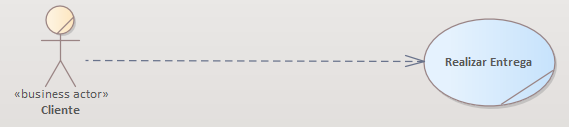 Realizar Entrega
«business actor»
Cliente